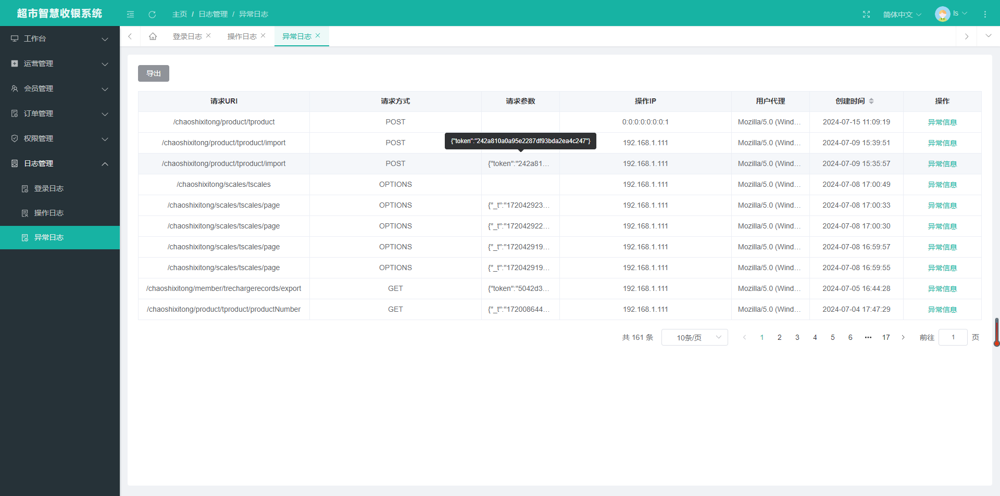 超市智慧收银系统
主页 / 日志管理 / 异常日志
简体中文
ls
工作台
运营管理
会员管理
订单管理
权限管理
日志管理
登录日志
操作日志
异常日志
登录日志
操作日志
异常日志
导出
请求URI 请求方式 请求参数 操作IP 用户代理 创建时间 操作
/chaoshixitong/product/tproduct POST 0:0:0:0:0:0:0:1 Mozilla/5.0 (Wind... 2024-07-15 11:09:19 异常信息
{"token":"242a810a0a95e2287df93bda2ea4c247"}
/chaoshixitong/product/tproduct/import POST 192.168.1.111 Mozilla/5.0 (Wind... 2024-07-09 15:39:51 异常信息
/chaoshixitong/product/tproduct/import POST {"token":"242a81... 192.168.1.111 Mozilla/5.0 (Wind... 2024-07-09 15:35:57 异常信息
/chaoshixitong/scales/tscales OPTIONS 192.168.1.111 Mozilla/5.0 (Wind... 2024-07-08 17:00:49 异常信息
/chaoshixitong/scales/tscales/page OPTIONS {"_t":"172042923... 192.168.1.111 Mozilla/5.0 (Wind... 2024-07-08 17:00:33 异常信息
/chaoshixitong/scales/tscales/page OPTIONS {"_t":"172042922... 192.168.1.111 Mozilla/5.0 (Wind... 2024-07-08 17:00:30 异常信息
/chaoshixitong/scales/tscales/page OPTIONS {"_t":"172042919... 192.168.1.111 Mozilla/5.0 (Wind... 2024-07-08 16:59:57 异常信息
/chaoshixitong/scales/tscales/page OPTIONS {"_t":"172042919... 192.168.1.111 Mozilla/5.0 (Wind... 2024-07-08 16:59:55 异常信息
/chaoshixitong/member/trechargerecords/export GET {"token":"5042d3... 192.168.1.111 Mozilla/5.0 (Wind... 2024-07-05 16:44:28 异常信息
/chaoshixitong/product/tproduct/productNumber GET {"_t":"172008644... 192.168.1.111 Mozilla/5.0 (Wind... 2024-07-04 17:47:29 异常信息
共 161 条 10条/页 1 2 3 4 5 6 ••• 17 前往 1 页